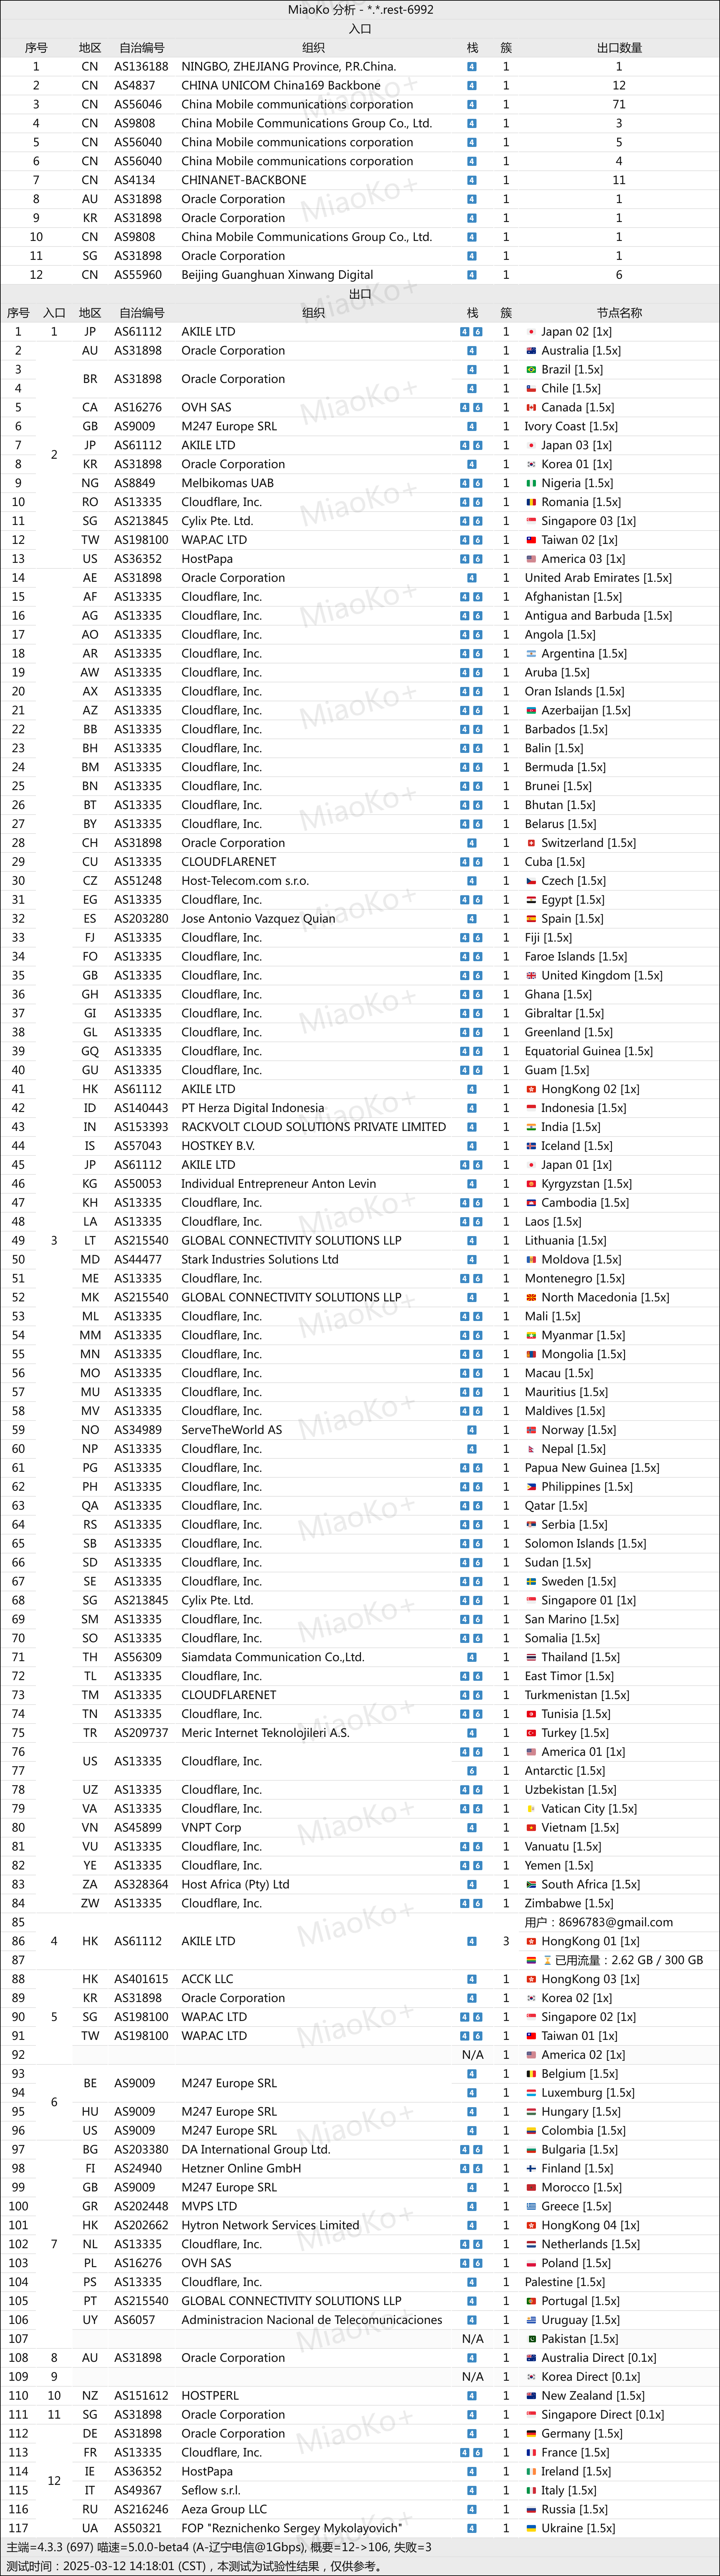 MiaoKo 分析 - *.*.rest-6992
入口
序号 地区 自治编号 组织 栈 簇 出口数量
1 CN AS136188 NINGBO, ZHEJIANG Province, P.R.China. 4 1 1
2 CN AS4837 CHINA UNICOM China169 Backbone 4 1 12
3 CN AS56046 China Mobile communications corporation 4 1 71
4 CN AS9808 China Mobile Communications Group Co., Ltd. 4 1 3
5 CN AS56040 China Mobile communications corporation 4 1 5
6 CN AS56040 China Mobile communications corporation 4 1 4
7 CN AS4134 CHINANET-BACKBONE 4 1 11
8 AU AS31898 Oracle Corporation 4 1 1
9 KR AS31898 Oracle Corporation 4 1 1
10 CN AS9808 China Mobile Communications Group Co., Ltd. 4 1 1
11 SG AS31898 Oracle Corporation 4 1 1
12 CN AS55960 Beijing Guanghuan Xinwang Digital 4 1 6
出口
序号 入口 地区 自治编号 组织 栈 簇 节点名称
1 1 JP AS61112 AKILE LTD 4 6 1 Japan 02 [1x]
2 AU AS31898 Oracle Corporation 4 1 Australia [1.5x]
3 BR AS31898 Oracle Corporation 4 1 Brazil [1.5x]
4 4 1 Chile [1.5x]
5 CA AS16276 OVH SAS 4 6 1 Canada [1.5x]
6 GB AS9009 M247 Europe SRL 4 1 Ivory Coast [1.5x]
7 2 JP AS61112 AKILE LTD 4 6 1 Japan 03 [1x]
8 KR AS31898 Oracle Corporation 4 1 Korea 01 [1x]
9 NG AS8849 Melbikomas UAB 4 6 1 Nigeria [1.5x]
10 RO AS13335 Cloudflare, Inc. 4 6 1 Romania [1.5x]
11 SG AS213845 Cylix Pte. Ltd. 4 6 1 Singapore 03 [1x]
12 TW AS198100 WAP.AC LTD 4 6 1 Taiwan 02 [1x]
13 US AS36352 HostPapa 4 6 1 America 03 [1x]
14 AE AS31898 Oracle Corporation 4 1 United Arab Emirates [1.5x]
15 AF AS13335 Cloudflare, Inc. 4 6 1 Afghanistan [1.5x]
16 AG AS13335 Cloudflare, Inc. 4 6 1 Antigua and Barbuda [1.5x]
17 AO AS13335 Cloudflare, Inc. 4 6 1 Angola [1.5x]
18 AR AS13335 Cloudflare, Inc. 4 6 1 Argentina [1.5x]
19 AW AS13335 Cloudflare, Inc. 4 6 1 Aruba [1.5x]
20 AX AS13335 Cloudflare, Inc. 4 6 1 Oran Islands [1.5x]
21 AZ AS13335 Cloudflare, Inc. 4 6 1 Azerbaijan [1.5x]
22 BB AS13335 Cloudflare, Inc. 4 6 1 Barbados [1.5x]
23 BH AS13335 Cloudflare, Inc. 4 6 1 Balin [1.5x]
24 BM AS13335 Cloudflare, Inc. 4 6 1 Bermuda [1.5x]
25 BN AS13335 Cloudflare, Inc. 4 6 1 Brunei [1.5x]
26 BT AS13335 Cloudflare, Inc. 4 6 1 Bhutan [1.5x]
27 BY AS13335 Cloudflare, Inc. 4 6 1 Belarus [1.5x]
28 CH AS31898 Oracle Corporation 4 1 Switzerland [1.5x]
29 CU AS13335 CLOUDFLARENET 4 6 1 Cuba [1.5x]
30 CZ AS51248 Host-Telecom.com s.r.o. 4 1 Czech [1.5x]
31 EG AS13335 Cloudflare, Inc. 4 6 1 Egypt [1.5x]
32 ES AS203280 Jose Antonio Vazquez Quian 4 1 Spain [1.5x]
33 FJ AS13335 Cloudflare, Inc. 4 6 1 Fiji [1.5x]
34 FO AS13335 Cloudflare, Inc. 4 6 1 Faroe Islands [1.5x]
35 GB AS13335 Cloudflare, Inc. 4 6 1 United Kingdom [1.5x]
36 GH AS13335 Cloudflare, Inc. 4 6 1 Ghana [1.5x]
37 GI AS13335 Cloudflare, Inc. 4 6 1 Gibraltar [1.5x]
38 GL AS13335 Cloudflare, Inc. 4 6 1 Greenland [1.5x]
39 GQ AS13335 Cloudflare, Inc. 4 6 1 Equatorial Guinea [1.5x]
40 GU AS13335 Cloudflare, Inc. 4 6 1 Guam [1.5x]
41 HK AS61112 AKILE LTD 4 1 HongKong 02 [1x]
42 ID AS140443 PT Herza Digital Indonesia 4 1 Indonesia [1.5x]
43 IN AS153393 RACKVOLT CLOUD SOLUTIONS PRIVATE LIMITED 4 1 India [1.5x]
44 IS AS57043 HOSTKEY B.V. 4 1 Iceland [1.5x]
45 JP AS61112 AKILE LTD 4 6 1 Japan 01 [1x]
46 KG AS50053 Individual Entrepreneur Anton Levin 4 1 Kyrgyzstan [1.5x]
47 KH AS13335 Cloudflare, Inc. 4 6 1 Cambodia [1.5x]
48 LA AS13335 Cloudflare, Inc. 4 6 1 Laos [1.5x]
49 3 LT AS215540 GLOBAL CONNECTIVITY SOLUTIONS LLP 4 1 Lithuania [1.5x]
50 MD AS44477 Stark Industries Solutions Ltd 4 1 Moldova [1.5x]
51 ME AS13335 Cloudflare, Inc. 4 6 1 Montenegro [1.5x]
52 MK AS215540 GLOBAL CONNECTIVITY SOLUTIONS LLP 4 1 North Macedonia [1.5x]
53 ML AS13335 Cloudflare, Inc. 4 6 1 Mali [1.5x]
54 MM AS13335 Cloudflare, Inc. 4 6 1 Myanmar [1.5x]
55 MN AS13335 Cloudflare, Inc. 4 6 1 Mongolia [1.5x]
56 MO AS13335 Cloudflare, Inc. 4 6 1 Macau [1.5x]
57 MU AS13335 Cloudflare, Inc. 4 6 1 Mauritius [1.5x]
58 MV AS13335 Cloudflare, Inc. 4 6 1 Maldives [1.5x]
59 NO AS34989 ServeTheWorld AS 4 1 Norway [1.5x]
60 NP AS13335 Cloudflare, Inc. 4 1 Nepal [1.5x]
61 PG AS13335 Cloudflare, Inc. 4 6 1 Papua New Guinea [1.5x]
62 PH AS13335 Cloudflare, Inc. 4 6 1 Philippines [1.5x]
63 QA AS13335 Cloudflare, Inc. 4 6 1 Qatar [1.5x]
64 RS AS13335 Cloudflare, Inc. 4 6 1 Serbia [1.5x]
65 SB AS13335 Cloudflare, Inc. 4 6 1 Solomon Islands [1.5x]
66 SD AS13335 Cloudflare, Inc. 4 6 1 Sudan [1.5x]
67 SE AS13335 Cloudflare, Inc. 4 6 1 Sweden [1.5x]
68 SG AS213845 Cylix Pte. Ltd. 4 6 1 Singapore 01 [1x]
69 SM AS13335 Cloudflare, Inc. 4 6 1 San Marino [1.5x]
70 SO AS13335 Cloudflare, Inc. 4 6 1 Somalia [1.5x]
71 TH AS56309 Siamdata Communication Co.,Ltd. 4 1 Thailand [1.5x]
72 TL AS13335 Cloudflare, Inc. 4 6 1 East Timor [1.5x]
73 TM AS13335 CLOUDFLARENET 4 6 1 Turkmenistan [1.5x]
74 TN AS13335 Cloudflare, Inc. 4 6 1 Tunisia [1.5x]
75 TR AS209737 Meric Internet Teknolojileri A.S. 4 1 Turkey [1.5x]
76 US AS13335 Cloudflare, Inc. 4 6 1 America 01 [1x]
77 6 1 Antarctic [1.5x]
78 UZ AS13335 Cloudflare, Inc. 4 6 1 Uzbekistan [1.5x]
79 VA AS13335 Cloudflare, Inc. 4 6 1 Vatican City [1.5x]
80 VN AS45899 VNPT Corp 4 1 Vietnam [1.5x]
81 VU AS13335 Cloudflare, Inc. 4 6 1 Vanuatu [1.5x]
82 YE AS13335 Cloudflare, Inc. 4 6 1 Yemen [1.5x]
83 ZA AS328364 Host Africa (Pty) Ltd 4 1 South Africa [1.5x]
84 ZW AS13335 Cloudflare, Inc. 4 6 1 Zimbabwe [1.5x]
85 用户：8696783@gmail.com
86 4 HK AS61112 AKILE LTD 4 3 HongKong 01 [1x]
87 ⏳已用流量：2.62 GB / 300 GB
88 HK AS401615 ACCK LLC 4 1 HongKong 03 [1x]
89 KR AS31898 Oracle Corporation 4 1 Korea 02 [1x]
90 5 SG AS198100 WAP.AC LTD 4 6 1 Singapore 02 [1x]
91 TW AS198100 WAP.AC LTD 4 6 1 Taiwan 01 [1x]
92 N/A 1 America 02 [1x]
93 BE AS9009 M247 Europe SRL 4 1 Belgium [1.5x]
94 6 4 1 Luxemburg [1.5x]
95 HU AS9009 M247 Europe SRL 4 1 Hungary [1.5x]
96 US AS9009 M247 Europe SRL 4 1 Colombia [1.5x]
97 BG AS203380 DA International Group Ltd. 4 6 1 Bulgaria [1.5x]
98 FI AS24940 Hetzner Online GmbH 4 6 1 Finland [1.5x]
99 GB AS9009 M247 Europe SRL 4 1 Morocco [1.5x]
100 GR AS202448 MVPS LTD 4 1 Greece [1.5x]
101 HK AS202662 Hytron Network Services Limited 4 1 HongKong 04 [1x]
102 7 NL AS13335 Cloudflare, Inc. 4 6 1 Netherlands [1.5x]
103 PL AS16276 OVH SAS 4 6 1 Poland [1.5x]
104 PS AS13335 Cloudflare, Inc. 4 1 Palestine [1.5x]
105 PT AS215540 GLOBAL CONNECTIVITY SOLUTIONS LLP 4 1 Portugal [1.5x]
106 UY AS6057 Administracion Nacional de Telecomunicaciones 4 1 Uruguay [1.5x]
107 N/A 1 Pakistan [1.5x]
108 8 AU AS31898 Oracle Corporation 4 1 Australia Direct [0.1x]
109 9 N/A 1 Korea Direct [0.1x]
110 10 NZ AS151612 HOSTPERL 4 1 New Zealand [1.5x]
111 11 SG AS31898 Oracle Corporation 4 1 Singapore Direct [0.1x]
112 DE AS31898 Oracle Corporation 4 1 Germany [1.5x]
113 FR AS13335 Cloudflare, Inc. 4 6 1 France [1.5x]
114 12 IE AS36352 HostPapa 4 1 Ireland [1.5x]
115 IT AS49367 Seflow s.r.l. 4 1 Italy [1.5x]
116 RU AS216246 Aeza Group LLC 4 1 Russia [1.5x]
117 UA AS50321 FOP "Reznichenko Sergey Mykolayovich" 4 1 Ukraine [1.5x]
主端=4.3.3 (697) 喵速=5.0.0-beta4 (A-辽宁电信@1Gbps), 概要=12->106, 失败=3
测试时间：2025-03-12 14:18:01 (CST)，本测试为试验性结果，仅供参考。